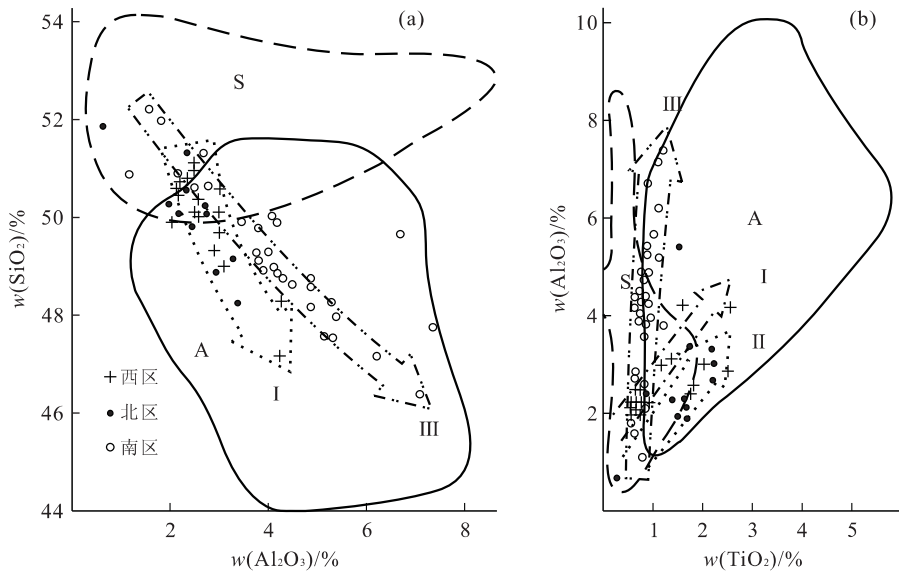 (a)
54
52
50
48
46
44
w(SiO₂)/%
S
A
I
III
+ 西区
● 北区
○ 南区
2
4
6
8
w(Al₂O₃)/%
(b)
10
8
6
4
2
w(Al₂O₃)/%
III
A
S
I
II
1
2
3
4
5
w(TiO₂)/%